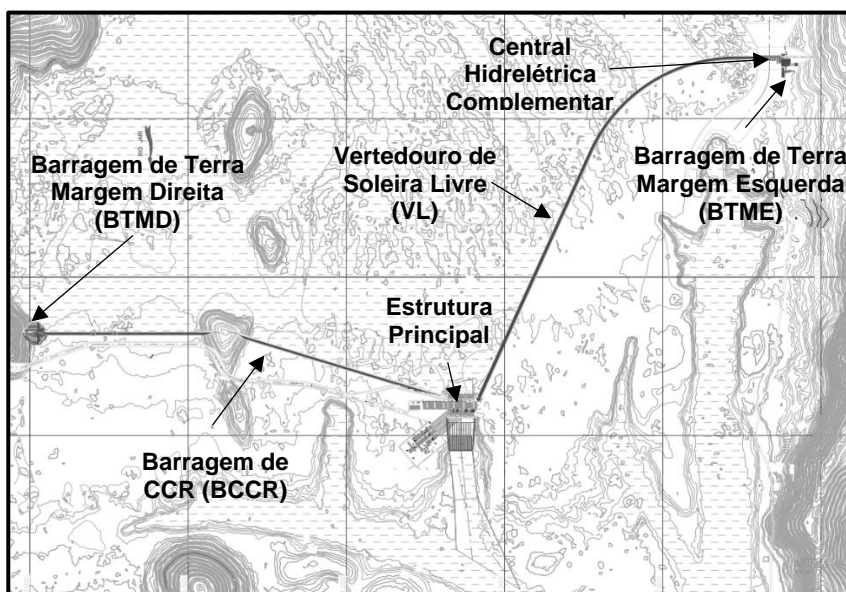 Central
Hidrelétrica
Complementar
Barragem de Terra
Margem Direita
(BTMD)
Vertedouro de
Soleira Livre
(VL)
Barragem de Terra
Margem Esquerda
(BTME)
Estrutura
Principal
Barragem de
CCR (BCCR)